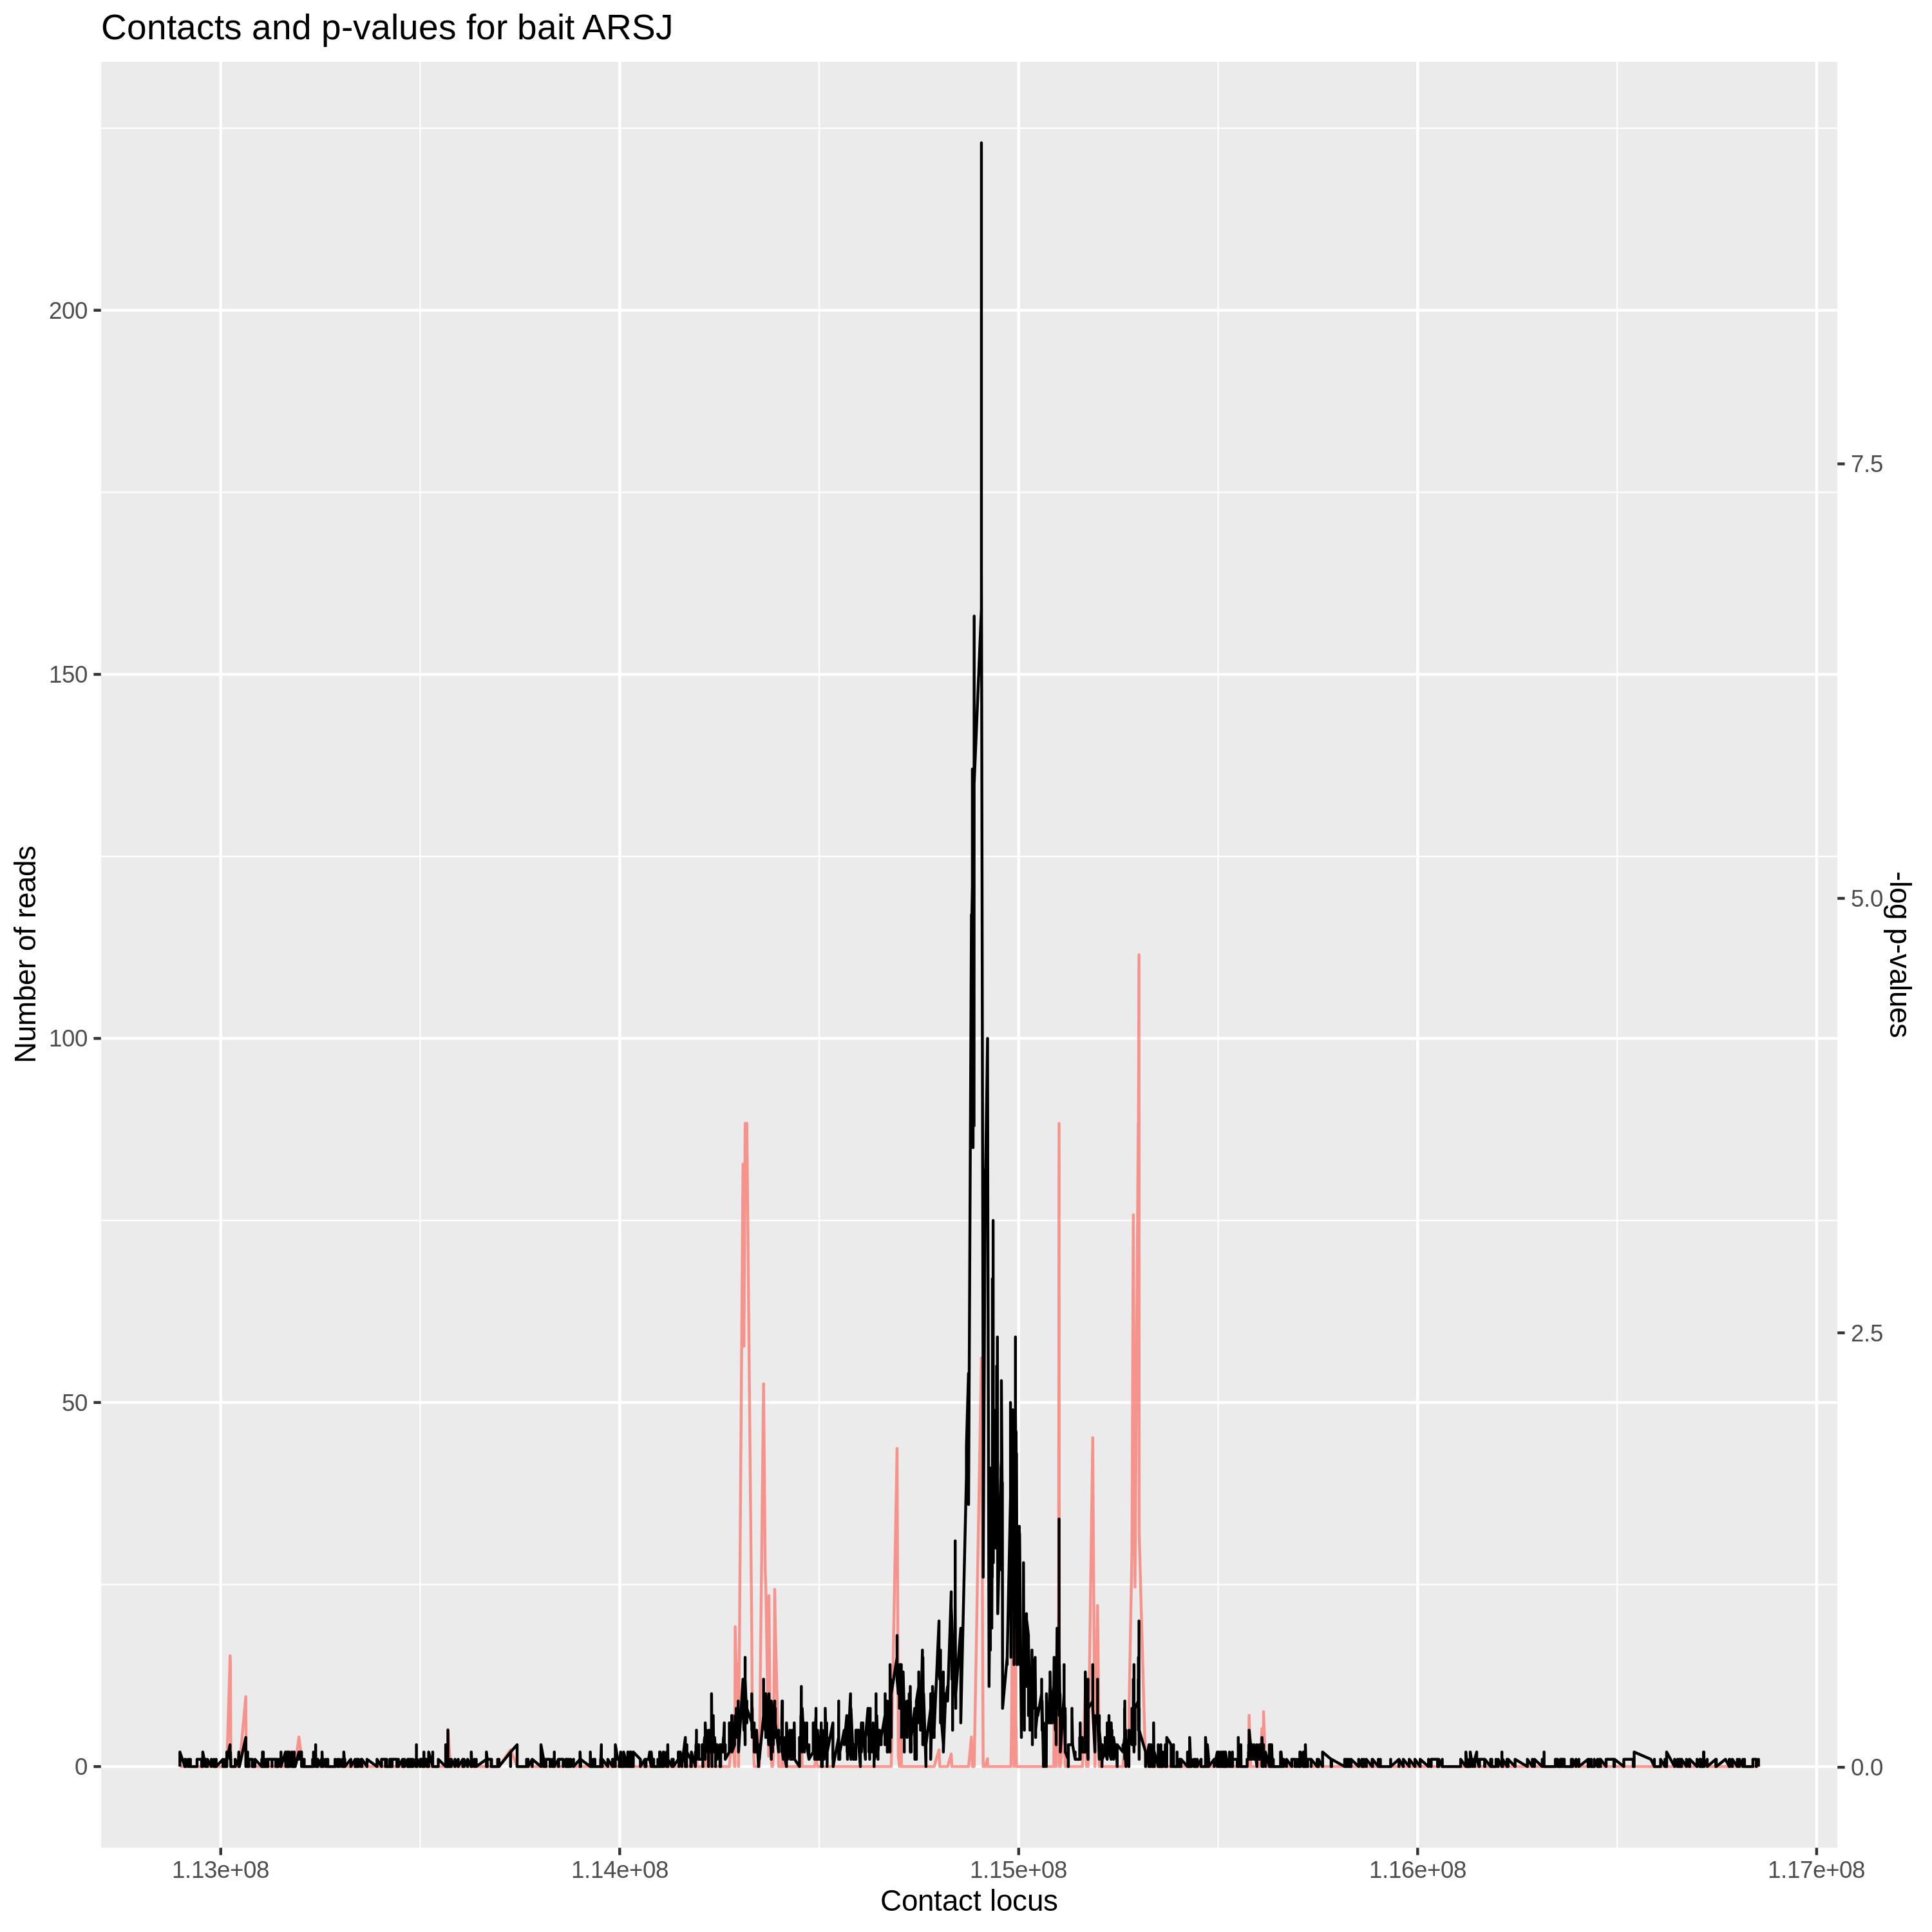 Contacts and p-values for bait ARSJ
200
150
100
50
0
Number of reads
7.5
5.0
2.5
0.0
-log p-values
1.13e+08 1.14e+08 1.15e+08 1.16e+08 1.17e+08
Contact locus